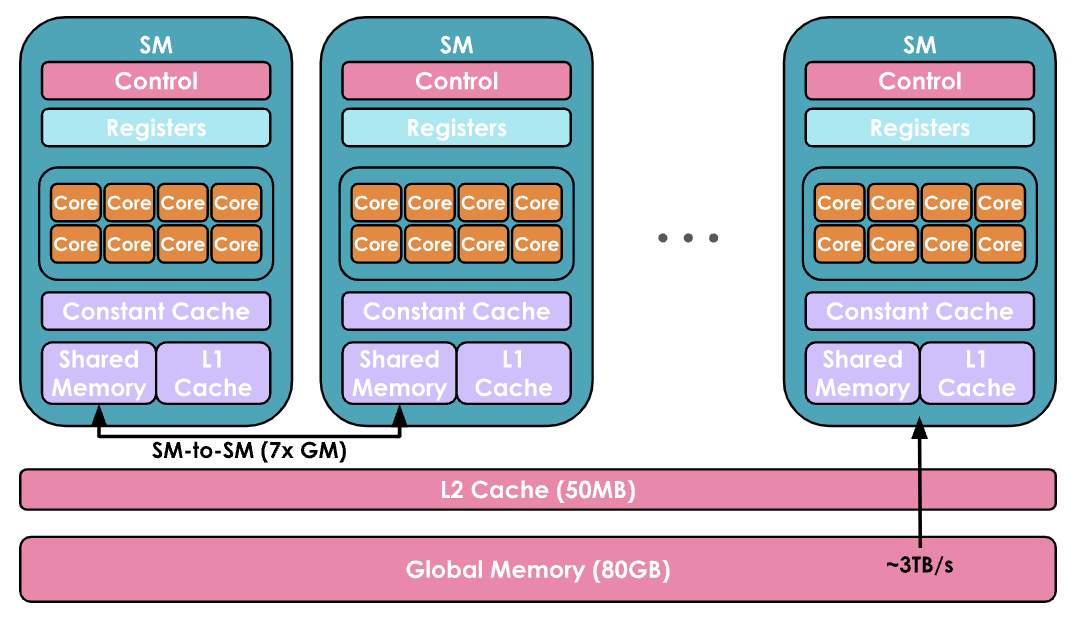 SM
Control
Registers
Core Core Core Core
Core Core Core Core
Constant Cache
Shared Memory
L1 Cache
SM
Control
Registers
Core Core Core Core
Core Core Core Core
Constant Cache
Shared Memory
L1 Cache
SM
Control
Registers
Core Core Core Core
Core Core Core Core
Constant Cache
Shared Memory
L1 Cache
SM-to-SM (7x GM)
L2 Cache (50MB)
Global Memory (80GB)
~3TB/s